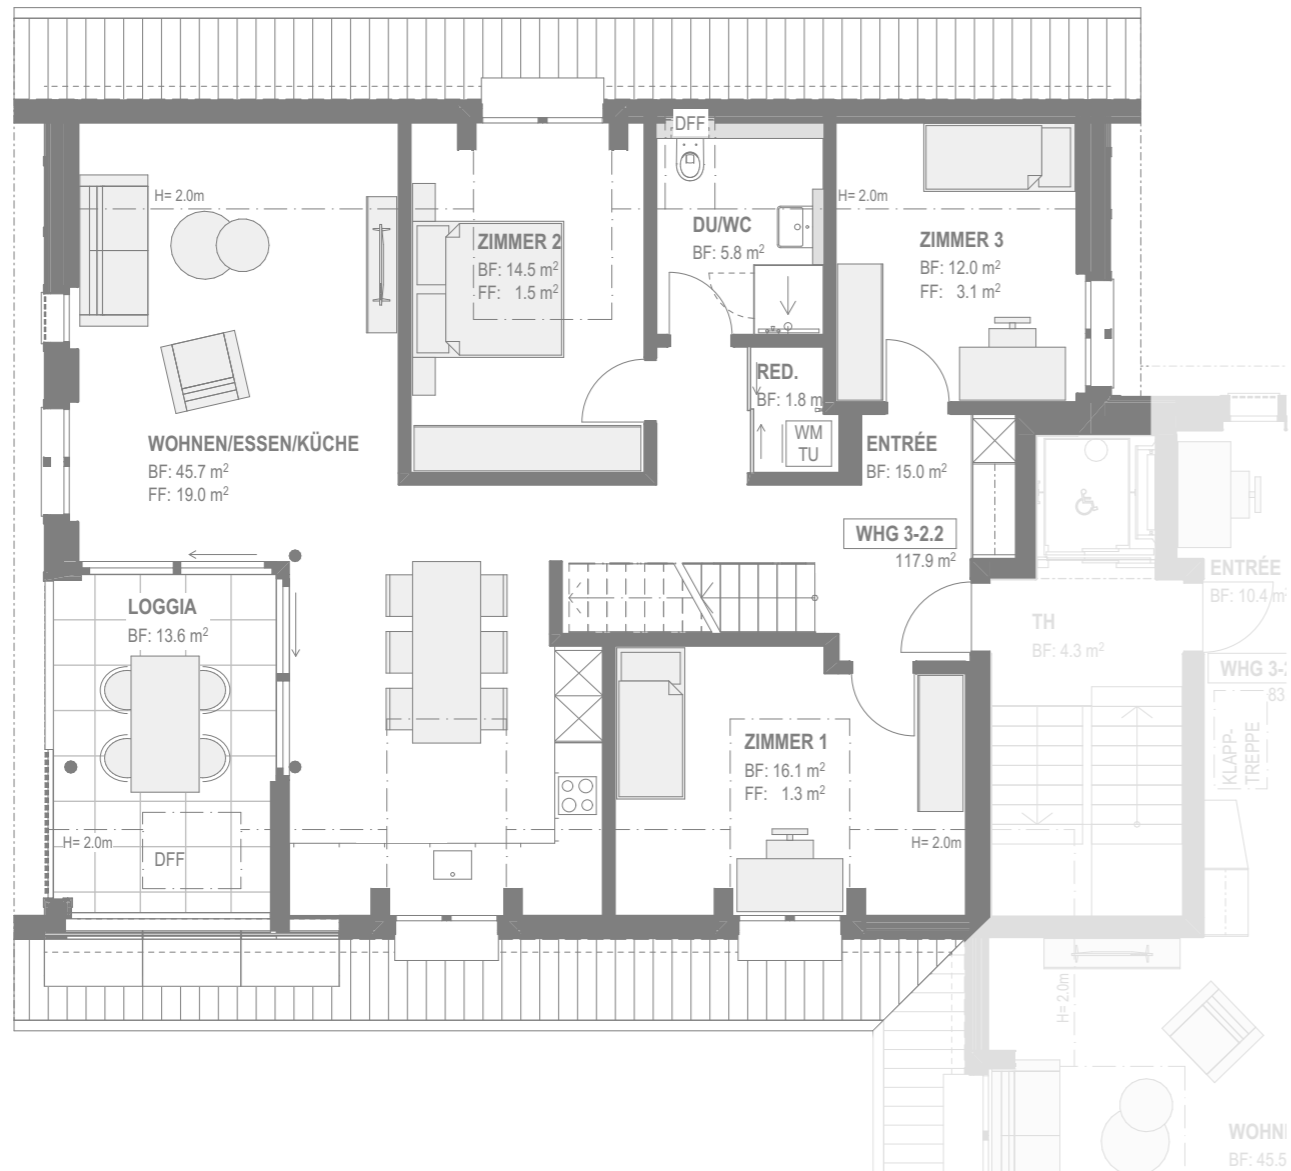 DFF
H= 2.0m
H= 2.0m
ZIMMER 2
BF: 14.5 m²
FF: 1.5 m²
DU/WC
BF: 5.8 m²
ZIMMER 3
BF: 12.0 m²
FF: 3.1 m²
RED.
BF: 1.8 m
WM
TU
WOHNEN/ESSEN/KÜCHE
BF: 45.7 m²
FF: 19.0 m²
ENTRÉE
BF: 15.0 m²
WHG 3-2.2
117.9 m²
LOGGIA
BF: 13.6 m²
ENTRÉE
BF: 10.4 m²
TH
BF: 4.3 m²
WHG 3-2
83
KLAPP-
TREPPE
ZIMMER 1
BF: 16.1 m²
FF: 1.3 m²
H= 2.0m
DFF
H= 2.0m
H= 2.0m
WOHN
BF: 45.5